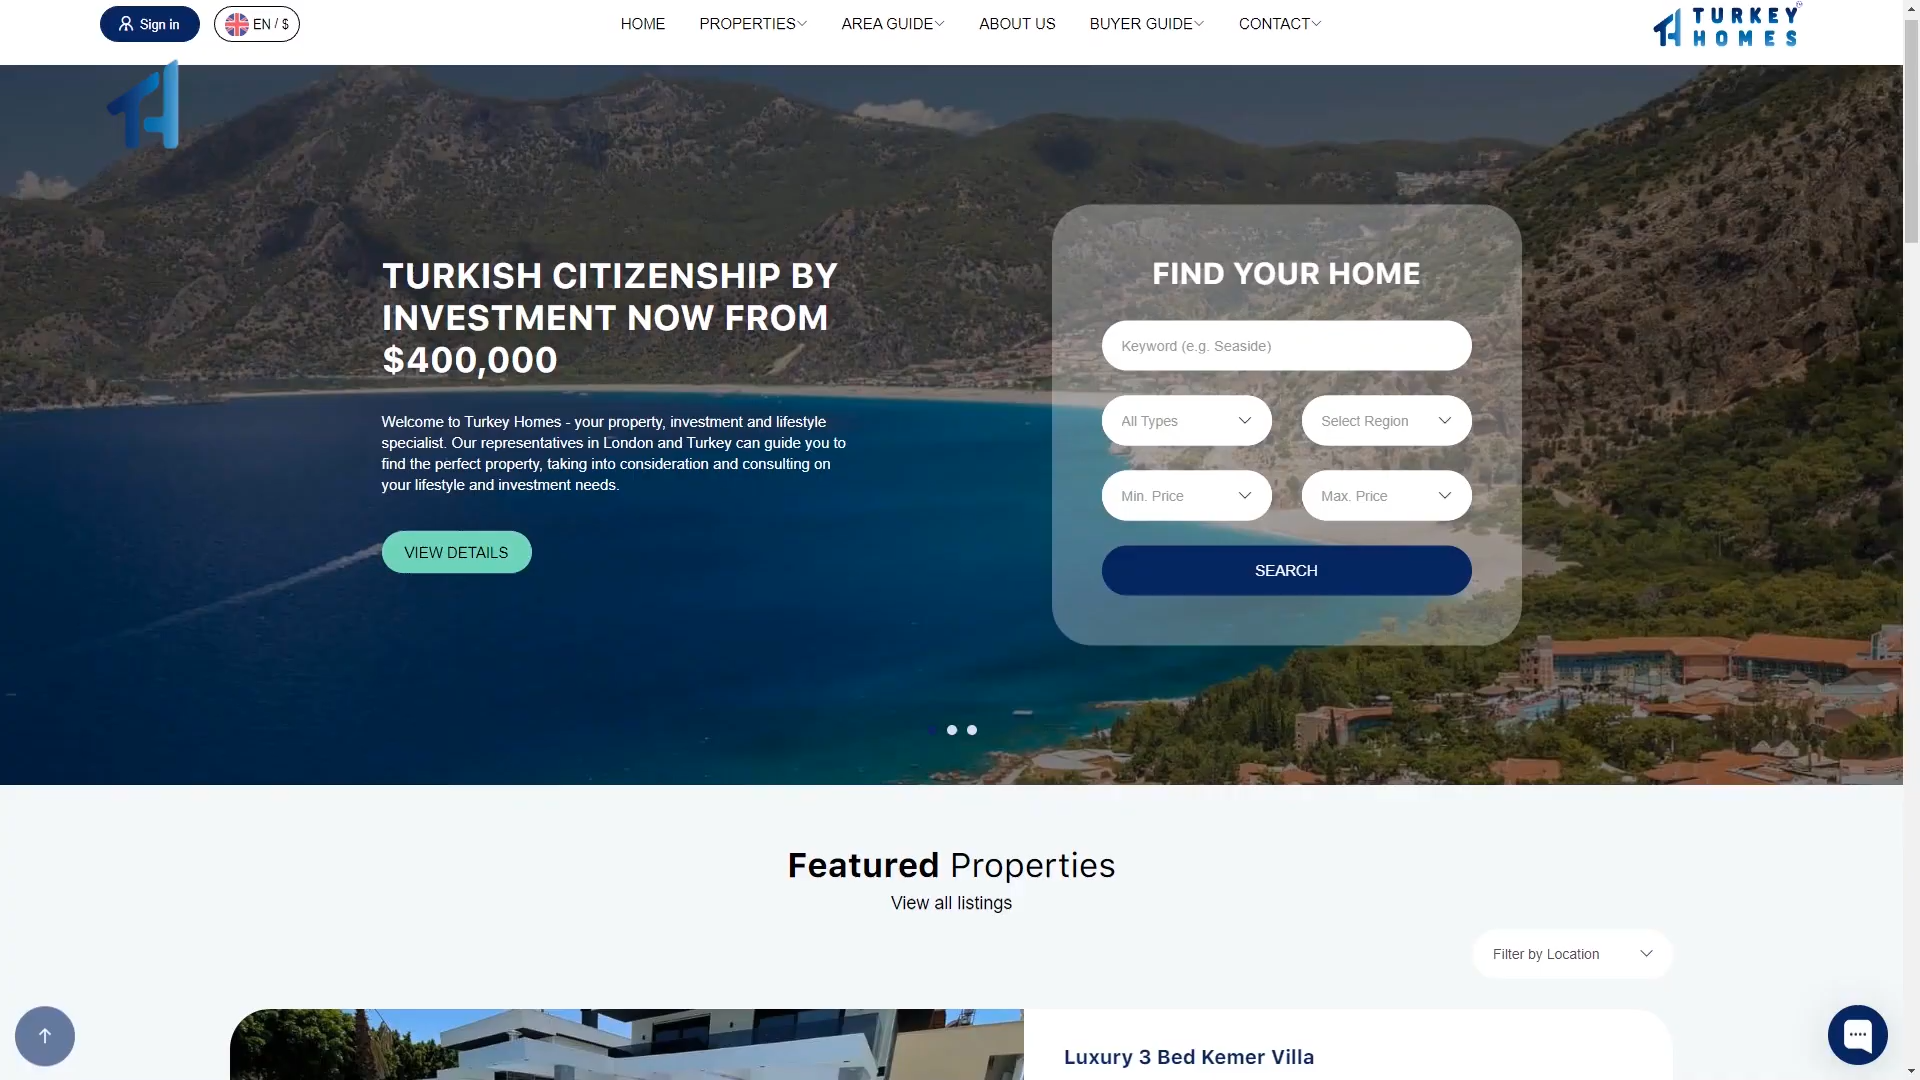 Sign in
EN / $
HOME
PROPERTIES
AREA GUIDE
ABOUT US
BUYER GUIDE
CONTACT
TURKEY
HOMES
TURKISH CITIZENSHIP BY
INVESTMENT NOW FROM
$400,000
Welcome to Turkey Homes - your property, investment and lifestyle
specialist. Our representatives in London and Turkey can guide you to
find the perfect property, taking into consideration and consulting on
your lifestyle and investment needs.
VIEW DETAILS
FIND YOUR HOME
Keyword (e.g. Seaside)
All Types
Select Region
Min. Price
Max. Price
SEARCH
Featured Properties
View all listings
Filter by Location
Luxury 3 Bed Kemer Villa